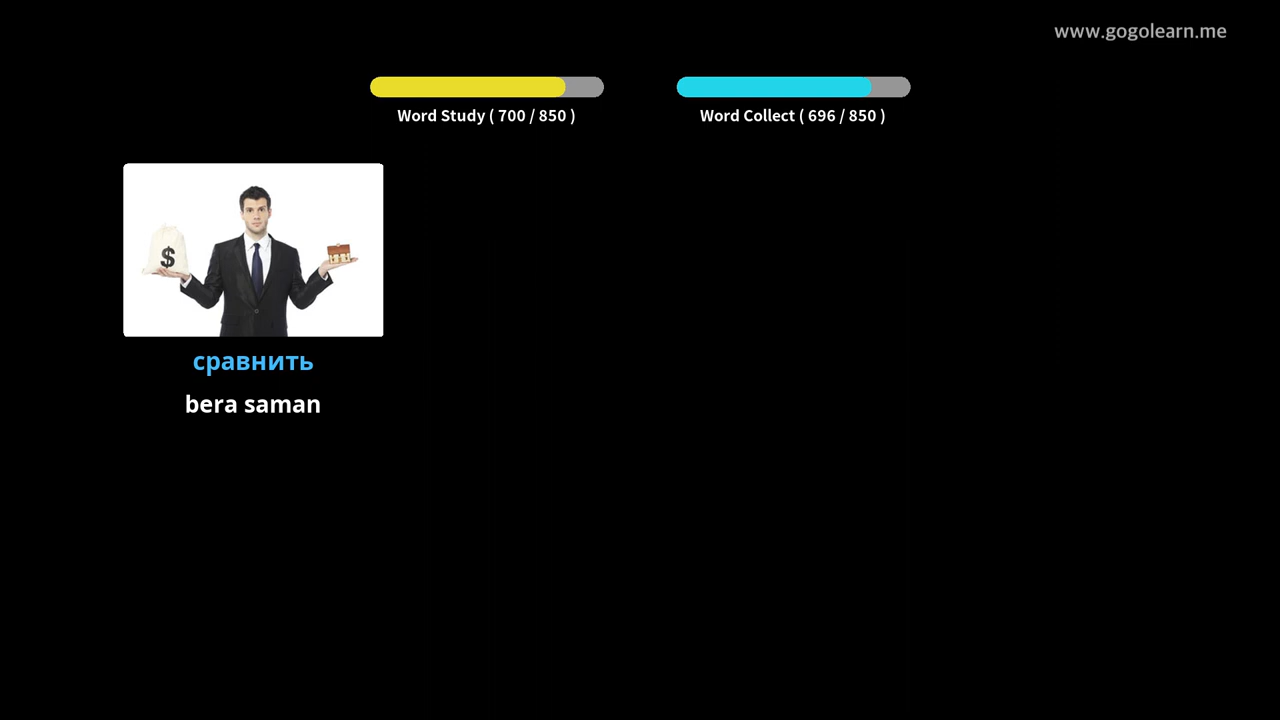 www.gogolearn.me
Word Study ( 700 / 850 )
Word Collect ( 696 / 850 )
$
сравнить
bera saman